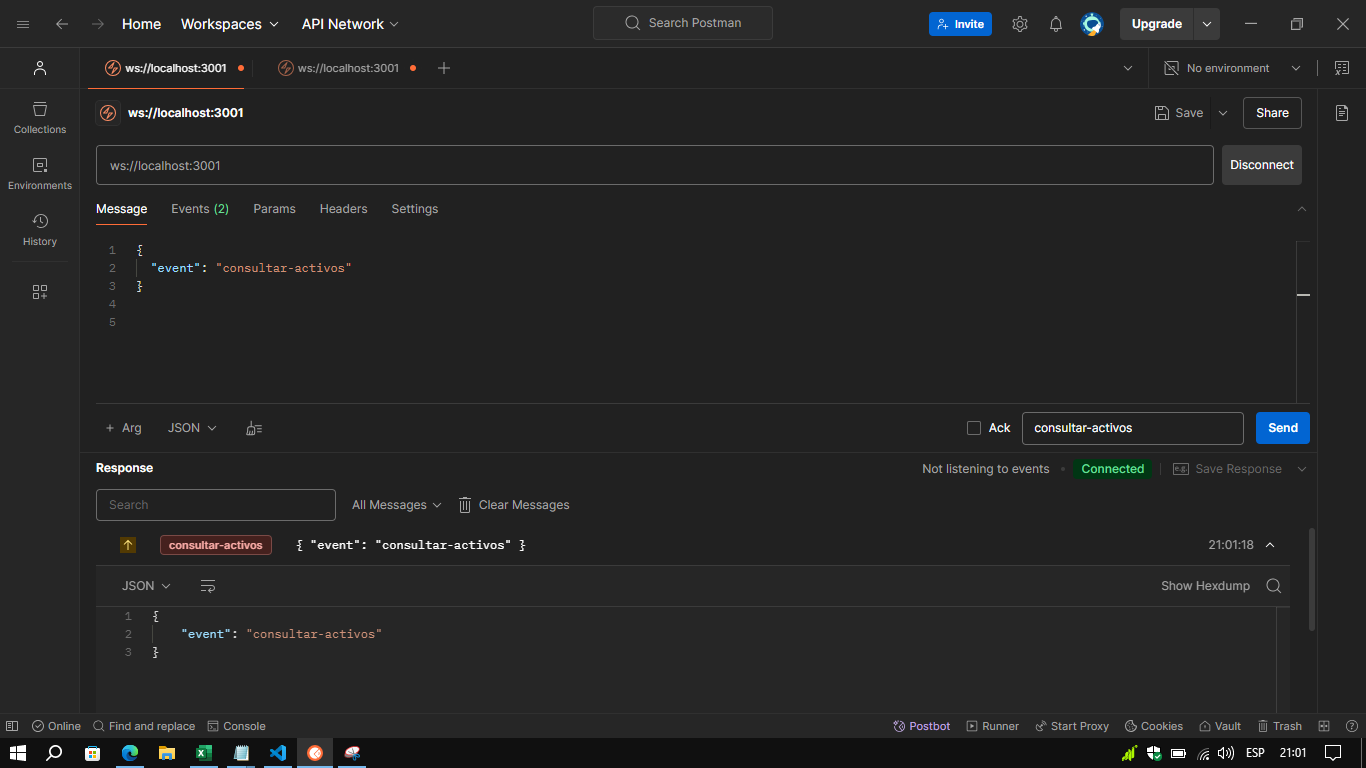 Home Workspaces API Network Search Postman Invite Upgrade
ws://localhost:3001 ws://localhost:3001 No environment
ws://localhost:3001 Save Share
Collections
Environments
History
ws://localhost:3001 Disconnect
Message Events (2) Params Headers Settings
1 {
2 "event": "consultar-activos"
3 }
4
5
+ Arg JSON Ack consultar-activos Send
Response Not listening to events Connected e.g. Save Response
Search All Messages Clear Messages
consultar-activos { "event": "consultar-activos" } 21:01:18
JSON Show Hexdump
1 {
2 "event": "consultar-activos"
3 }
Online Find and replace Console Postbot Runner Start Proxy Cookies Vault Trash
ESP 21:01